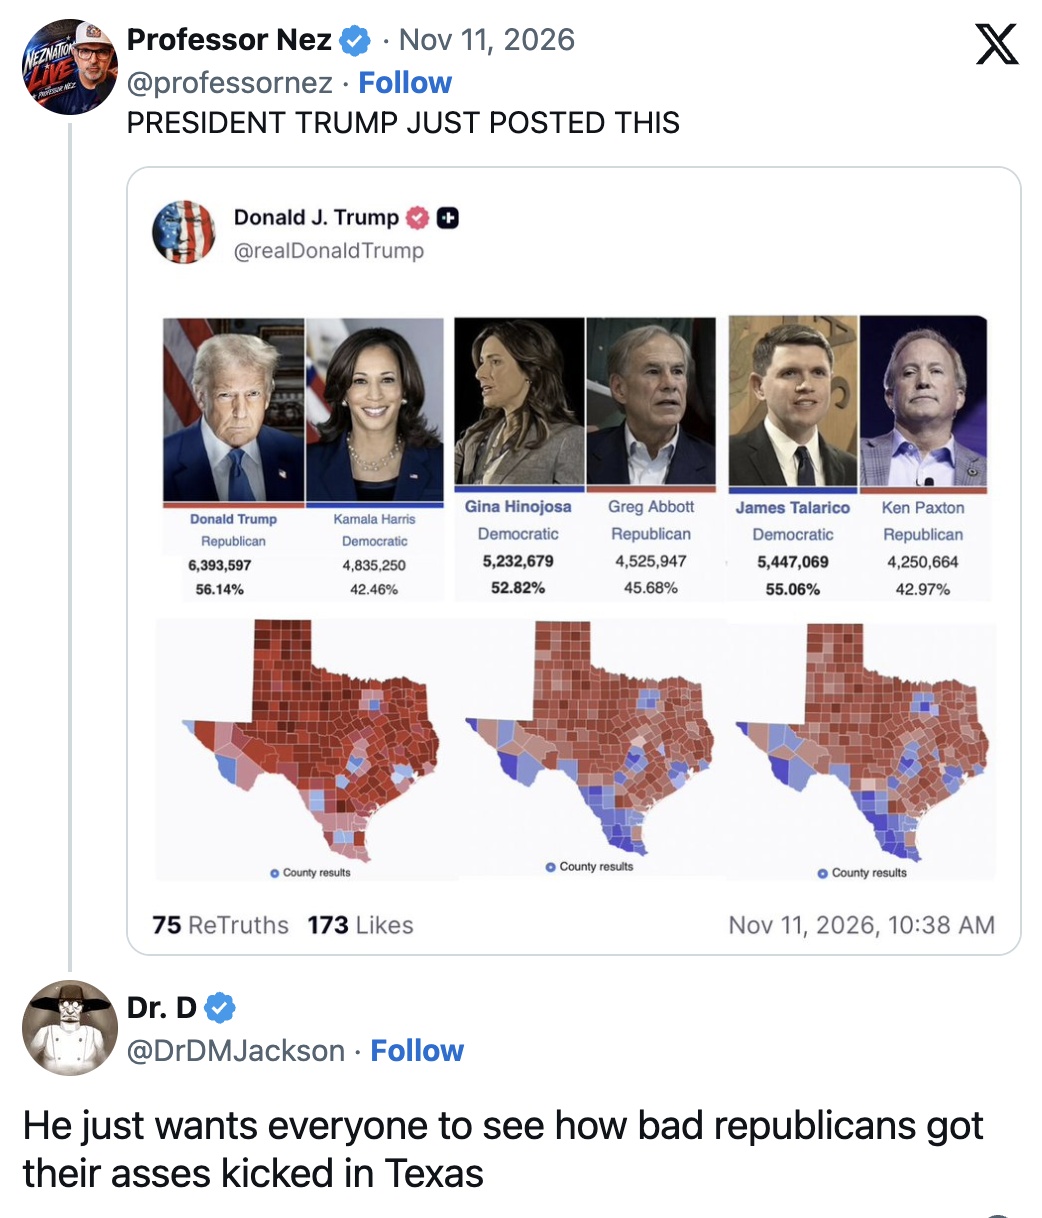 Professor Nez · Nov 11, 2026
@professornez · Follow
PRESIDENT TRUMP JUST POSTED THIS
NEZNATION
LIVE
PROFESSOR NEZ
Donald J. Trump
@realDonaldTrump
Donald Trump
Republican
6,393,597
56.14%
Kamala Harris
Democratic
4,835,250
42.46%
Gina Hinojosa
Democratic
5,232,679
52.82%
Greg Abbott
Republican
4,525,947
45.68%
James Talarico
Democratic
5,447,069
55.06%
Ken Paxton
Republican
4,250,664
42.97%
County results
County results
County results
75 ReTruths 173 Likes
Nov 11, 2026, 10:38 AM
Dr. D
@DrDMJackson · Follow
He just wants everyone to see how bad republicans got
their asses kicked in Texas